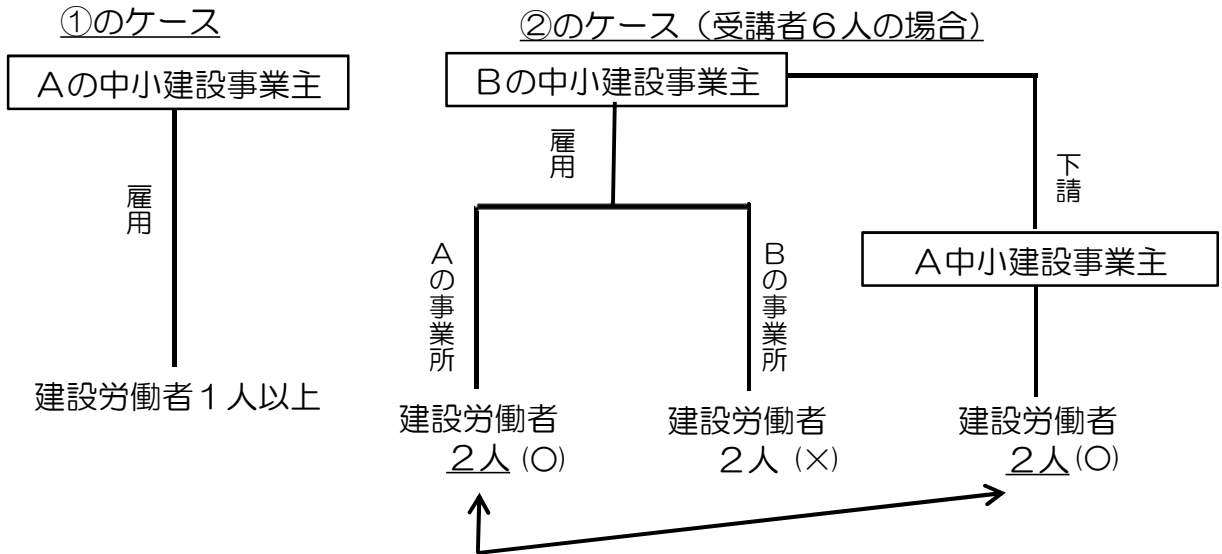 ①のケース
Aの中小建設事業主
雇用
建設労働者１人以上
②のケース（受講者６人の場合）
Bの中小建設事業主
雇用
下請
Aの事業所
Bの事業所
A中小建設事業主
建設労働者
２人 (〇)
建設労働者
２人 (×)
建設労働者
２人 (〇)